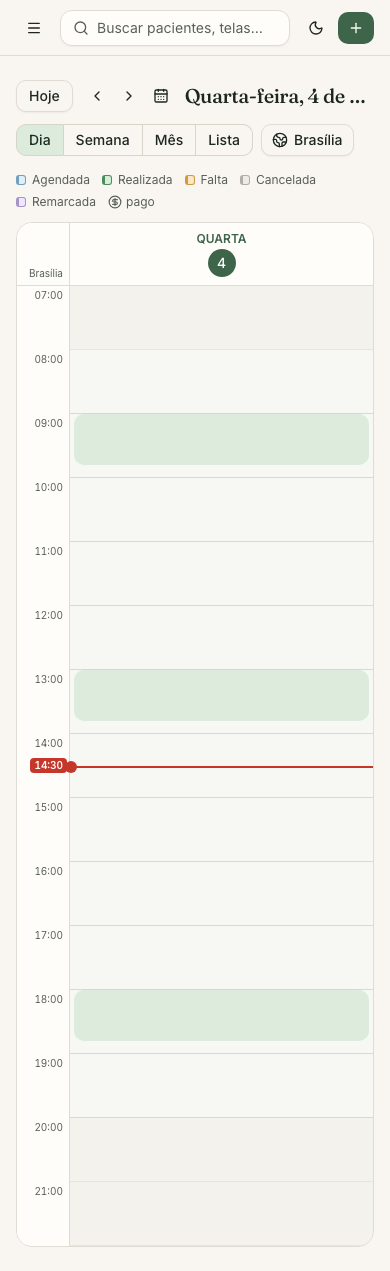 Buscar pacientes, telas...
Hoje
Quarta-feira, 4 de ...
Dia
Semana
Mês
Lista
Brasília
Agendada
Realizada
Falta
Cancelada
Remarcada
pago
QUARTA
4
Brasília
07:00
08:00
09:00
10:00
11:00
12:00
13:00
14:00
14:30
15:00
16:00
17:00
18:00
19:00
20:00
21:00